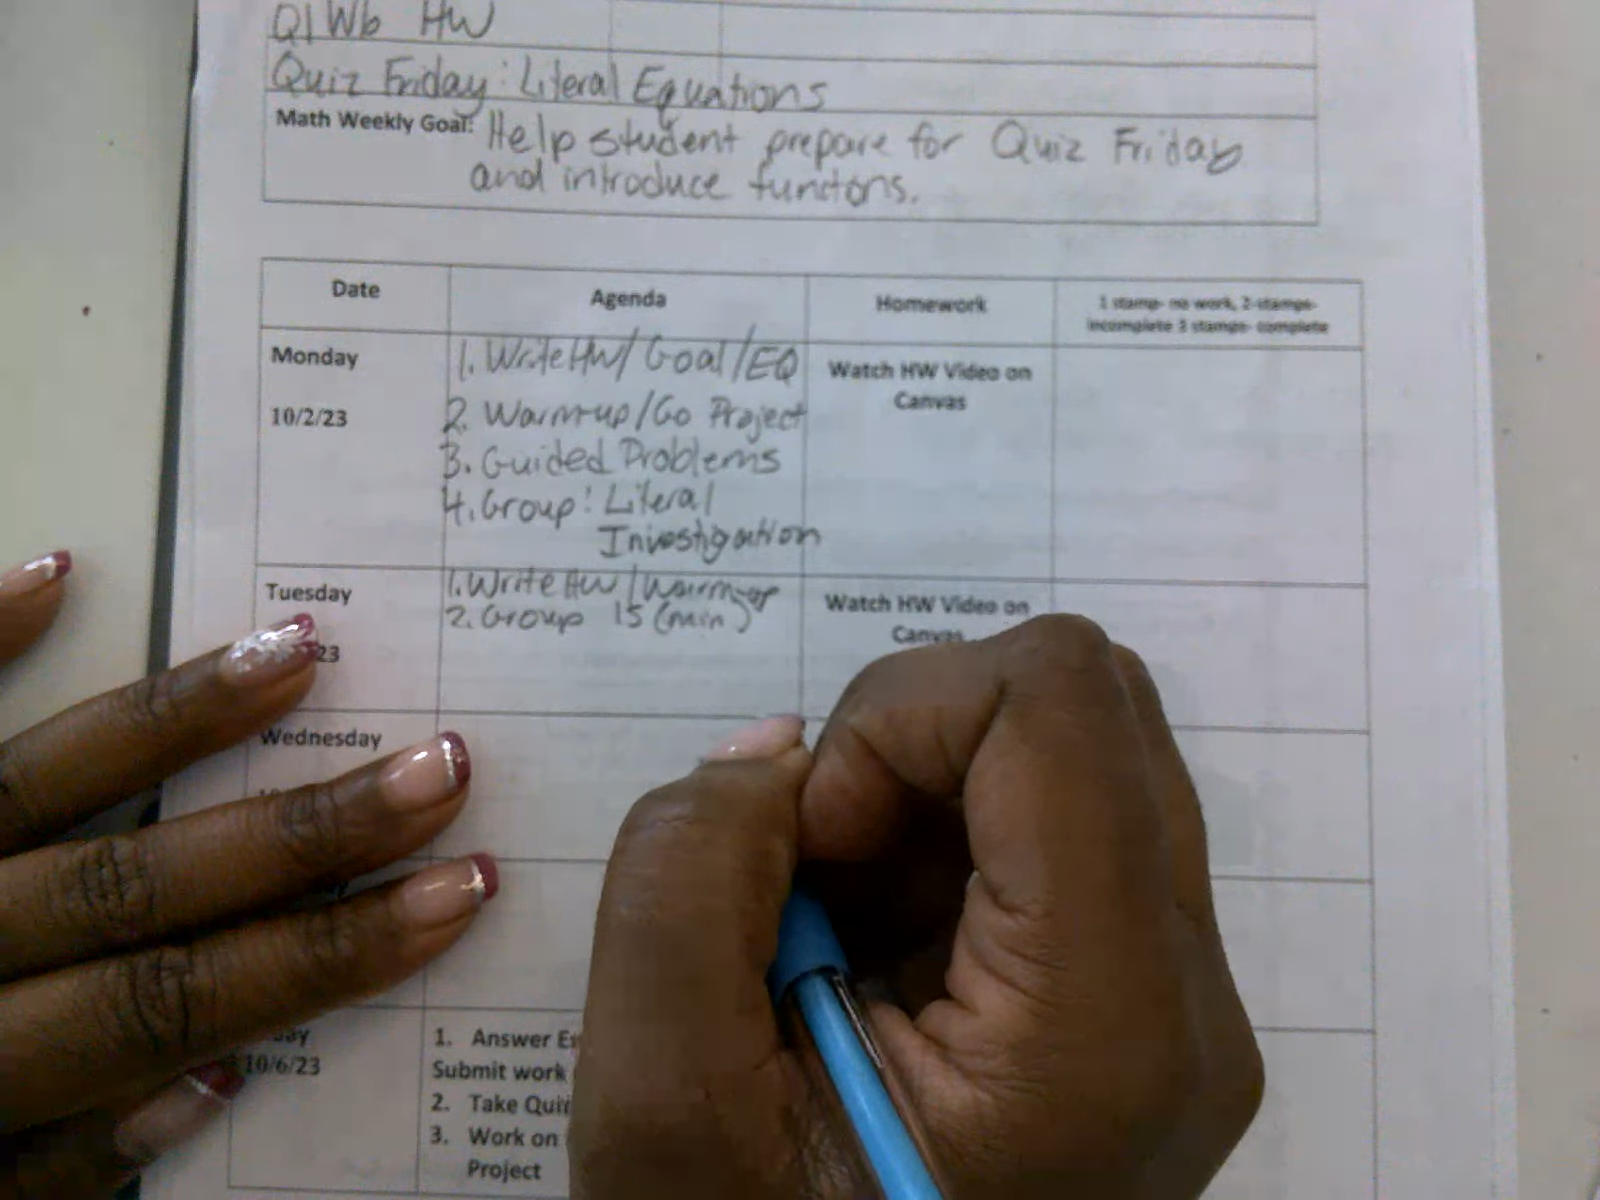 Q1W6 HW
Quiz Friday: Literal Equations
Math Weekly Goal: Help student prepare for Quiz Friday
and introduce functons.
Date Agenda Homework 1 stamp- no work, 2-stamps-
incomplete 3 stamps- complete
Monday
10/2/23
1. Write HW/ Goal/EQ
2. Warm-up/Go Project
3. Guided Problems
4. Group: Literal
Investigation
Watch HW Video on
Canvas
Tuesday
23
1. Write HW/Warm-up
2. Group 15 (min)
Watch HW Video on
Canvas
Wednesday
10/6/23
1. Answer
Submit work
2. Take
3. Work on
Project